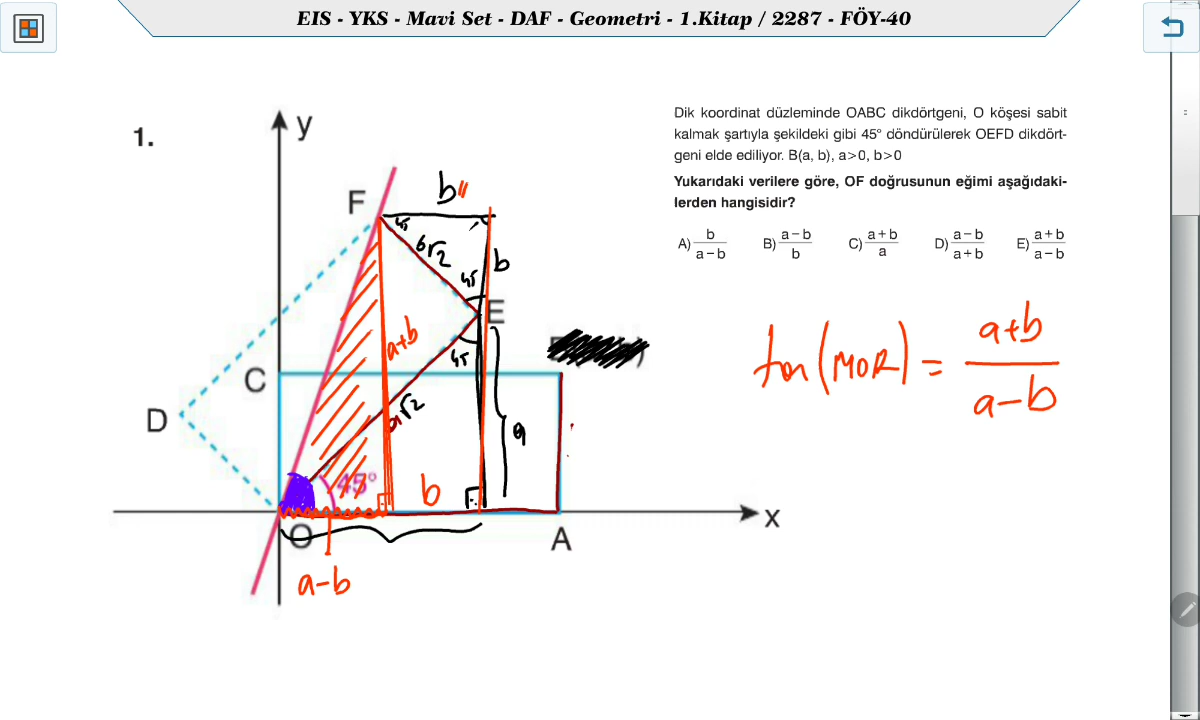 EIS - YKS - Mavi Set - DAF - Geometri - 1.Kitap / 2287 - FÖY-40
1.
y
Dik koordinat düzleminde OABC dikdörtgeni, O köşesi sabit
kalmak şartıyla şekildeki gibi 45° döndürülerek OEFD dikdört-
geni elde ediliyor. B(a, b), a>0, b>0
Yukarıdaki verilere göre, OF doğrusunun eğimi aşağıdaki-
lerden hangisidir?
A) b/a−b B) a−b/b C) a+b/a D) a−b/a+b E) a+b/a−b
F
b
45
b√2
b
45
E
a+b
45
C
D
a√2
a
45°
b
O
A
x
a-b
tan(MOR) = a+b/a-b